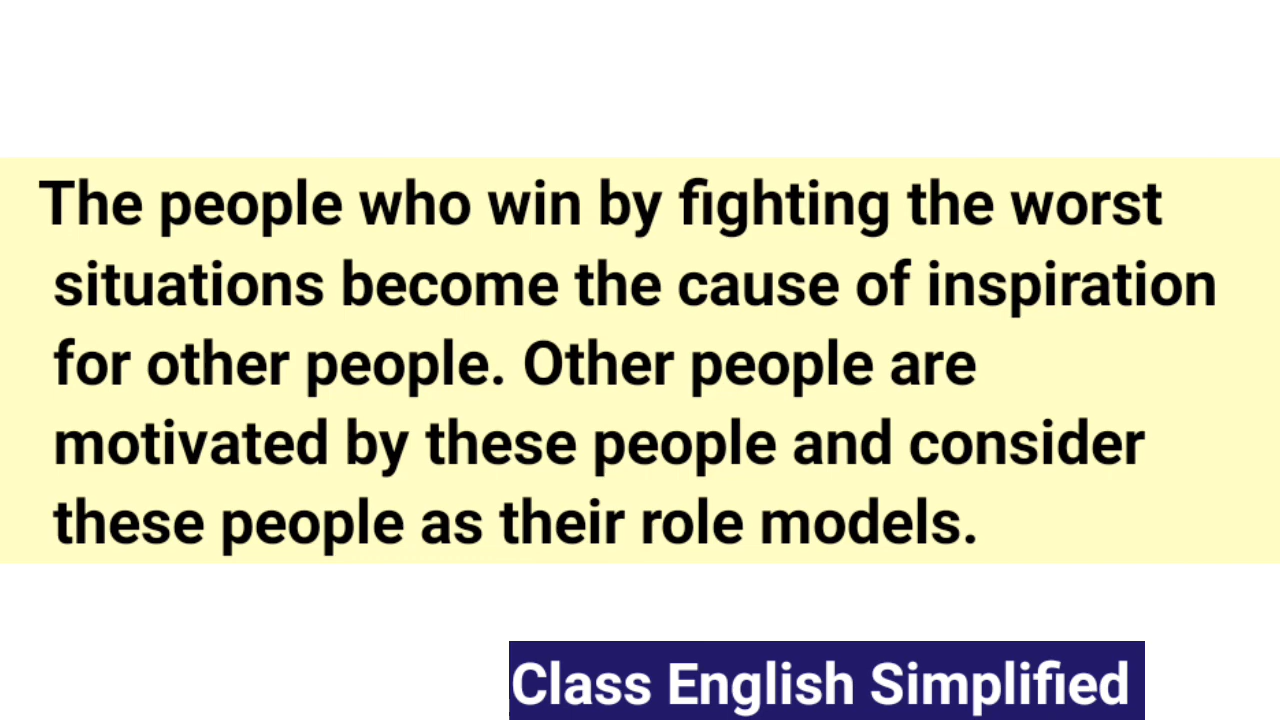 The people who win by fighting the worst
situations become the cause of inspiration
for other people. Other people are
motivated by these people and consider
these people as their role models.
Class English Simplified